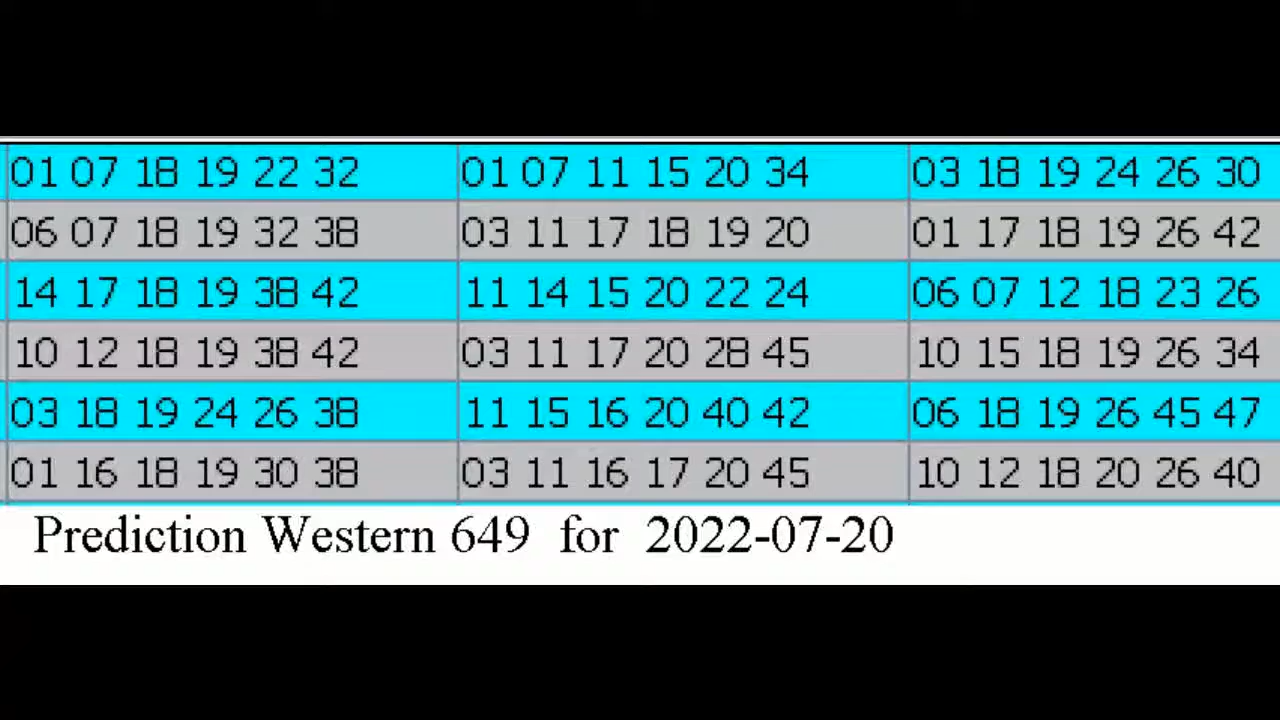 01 07 18 19 22 32 01 07 11 15 20 34 03 18 19 24 26 30
06 07 18 19 32 38 03 11 17 18 19 20 01 17 18 19 26 42
14 17 18 19 38 42 11 14 15 20 22 24 06 07 12 18 23 26
10 12 18 19 38 42 03 11 17 20 28 45 10 15 18 19 26 34
03 18 19 24 26 38 11 15 16 20 40 42 06 18 19 26 45 47
01 16 18 19 30 38 03 11 16 17 20 45 10 12 18 20 26 40
Prediction Western 649 for 2022-07-20